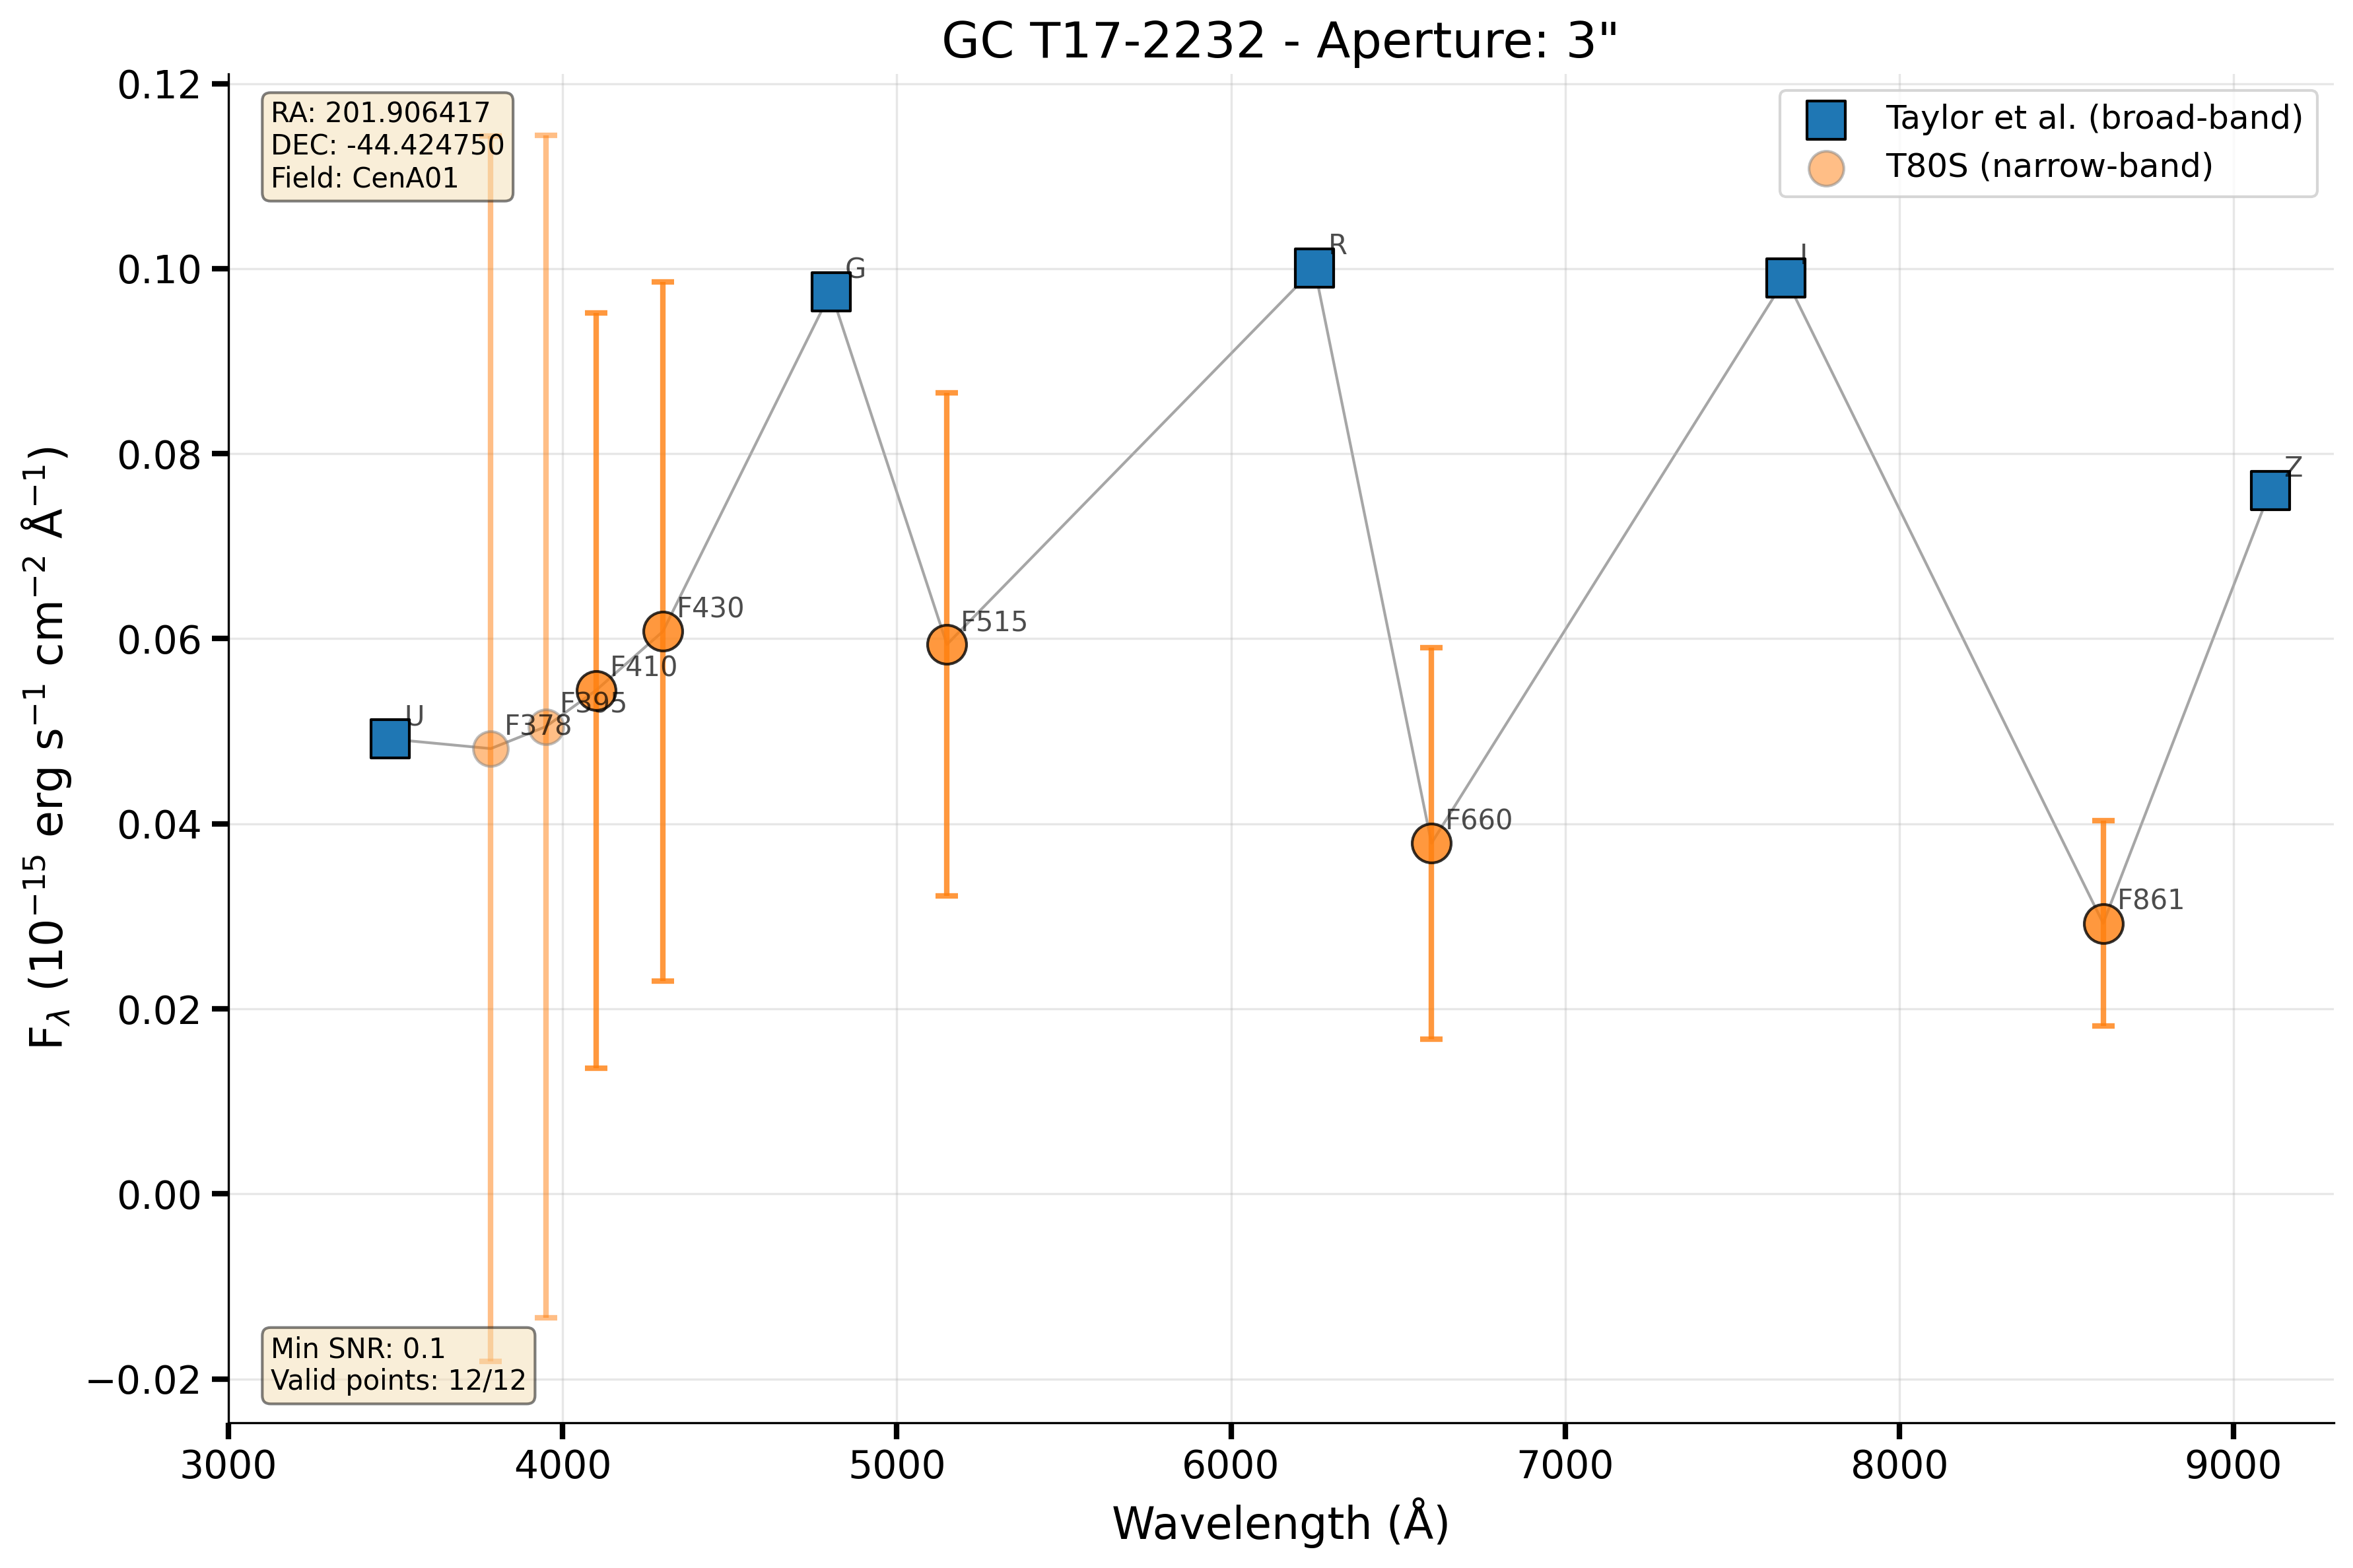 GC T17-2232 - Aperture: 3"
RA: 201.906417
DEC: -44.424750
Field: CenA01
Taylor et al. (broad-band)
T80S (narrow-band)
0.12
0.10
0.08
0.06
0.04
0.02
0.00
−0.02
F_λ (10⁻¹⁵ erg s⁻¹ cm⁻² Å⁻¹)
U
F378
F395
F410
F430
G
F515
R
F660
I
F861
Z
Min SNR: 0.1
Valid points: 12/12
3000
4000
5000
6000
7000
8000
9000
Wavelength (Å)